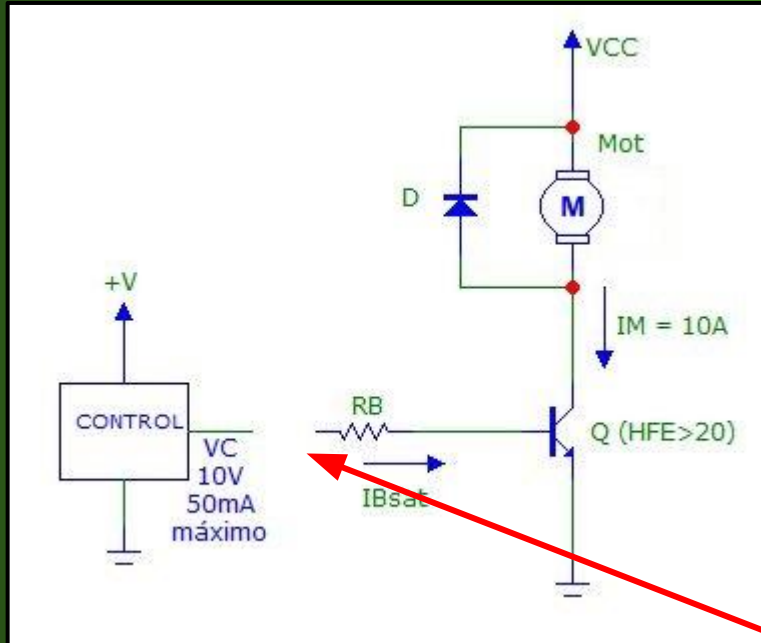 VCC
Mot
D
M
+V
IM = 10A
CONTROL
RB
Q (HFE>20)
VC
10V
50mA
máximo
IBsat